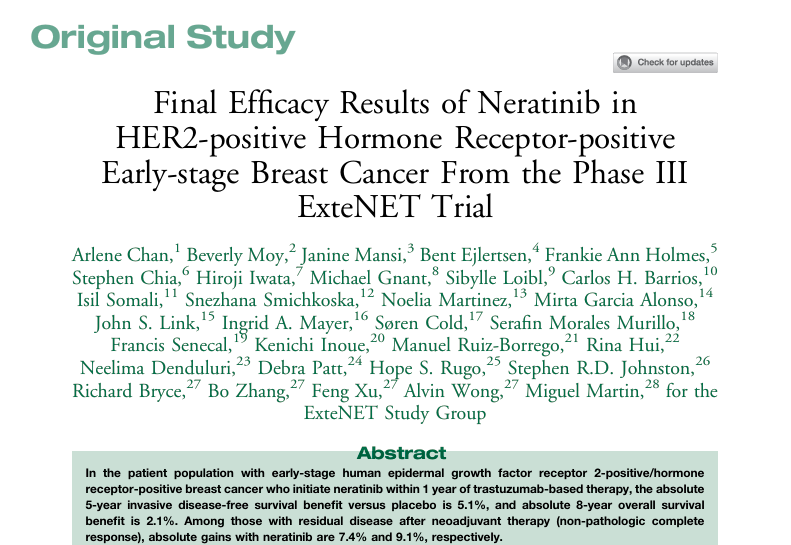 Original Study
Check for updates
Final Efficacy Results of Neratinib in
HER2-positive Hormone Receptor-positive
Early-stage Breast Cancer From the Phase III
ExteNET Trial
Arlene Chan,1 Beverly Moy,2 Janine Mansi,3 Bent Ejlertsen,4 Frankie Ann Holmes,5
Stephen Chia,6 Hiroji Iwata,7 Michael Gnant,8 Sibylle Loibl,9 Carlos H. Barrios,10
Isil Somali,11 Snezhana Smichkoska,12 Noelia Martinez,13 Mirta Garcia Alonso,14
John S. Link,15 Ingrid A. Mayer,16 Søren Cold,17 Serafin Morales Murillo,18
Francis Senecal,19 Kenichi Inoue,20 Manuel Ruiz-Borrego,21 Rina Hui,22
Neelima Denduluri,23 Debra Patt,24 Hope S. Rugo,25 Stephen R.D. Johnston,26
Richard Bryce,27 Bo Zhang,27 Feng Xu,27 Alvin Wong,27 Miguel Martin,28 for the
ExteNET Study Group
Abstract
In the patient population with early-stage human epidermal growth factor receptor 2-positive/hormone
receptor-positive breast cancer who initiate neratinib within 1 year of trastuzumab-based therapy, the absolute
5-year invasive disease-free survival benefit versus placebo is 5.1%, and absolute 8-year overall survival
benefit is 2.1%. Among those with residual disease after neoadjuvant therapy (non-pathologic complete
response), absolute gains with neratinib are 7.4% and 9.1%, respectively.